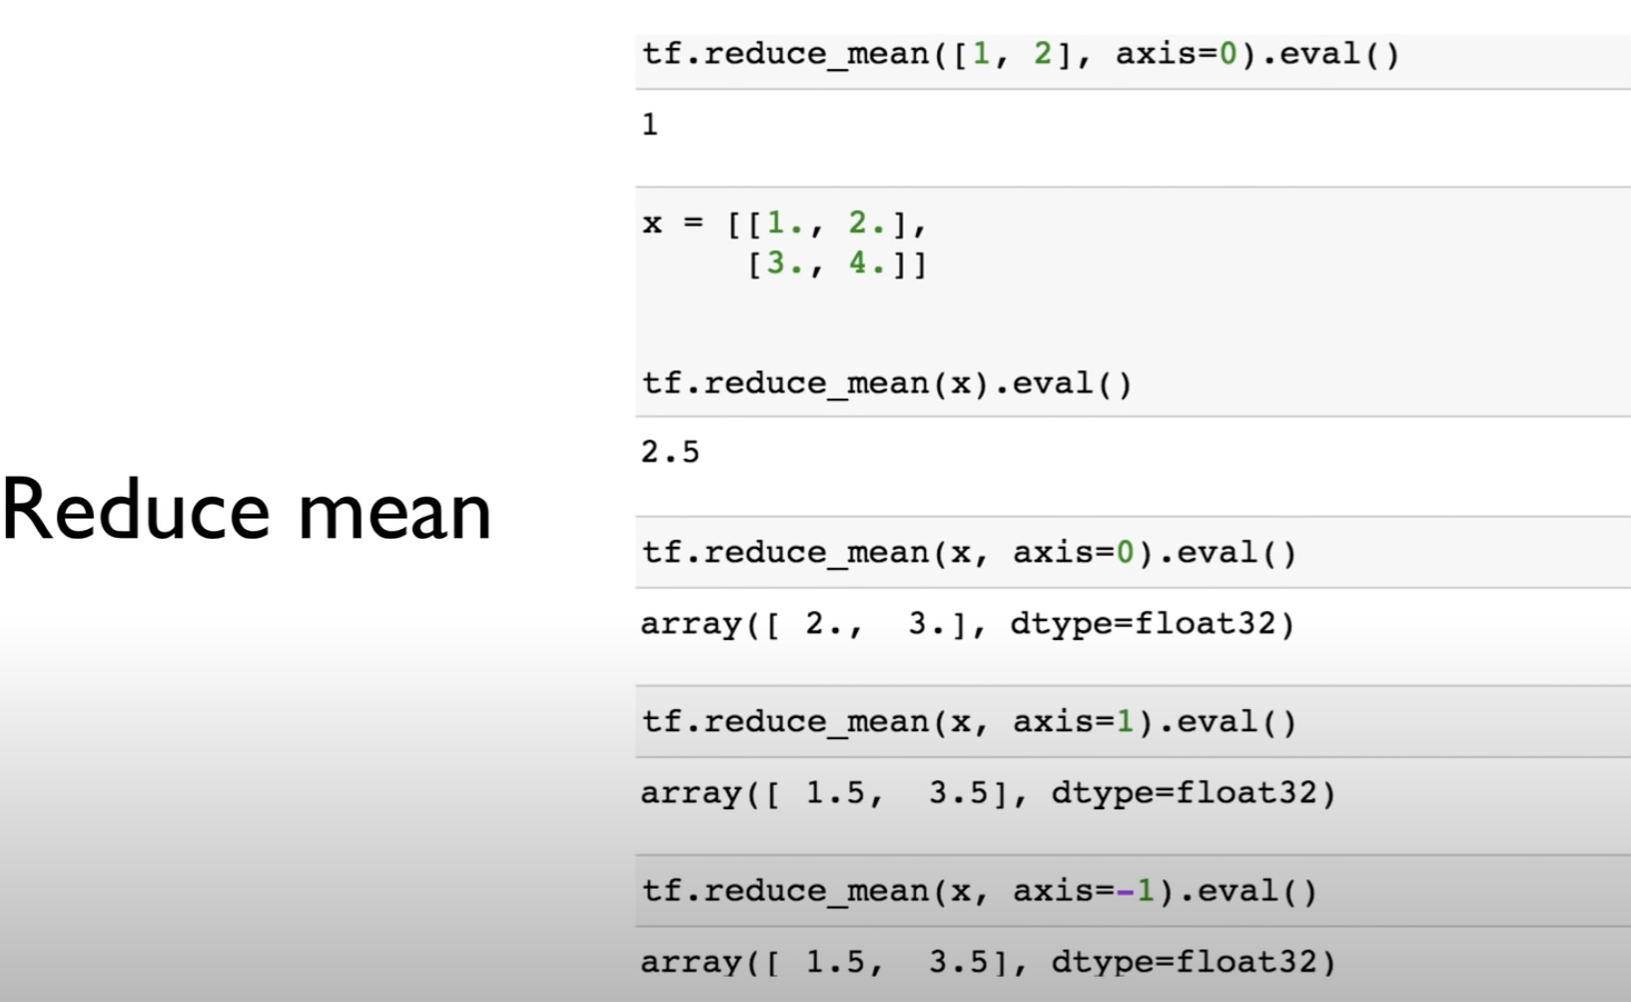 Reduce mean
tf.reduce_mean([1, 2], axis=0).eval()
1
x = [[1., 2.],
     [3., 4.]]
tf.reduce_mean(x).eval()
2.5
tf.reduce_mean(x, axis=0).eval()
array([ 2.,  3.], dtype=float32)
tf.reduce_mean(x, axis=1).eval()
array([ 1.5,  3.5], dtype=float32)
tf.reduce_mean(x, axis=-1).eval()
array([ 1.5,  3.5], dtype=float32)